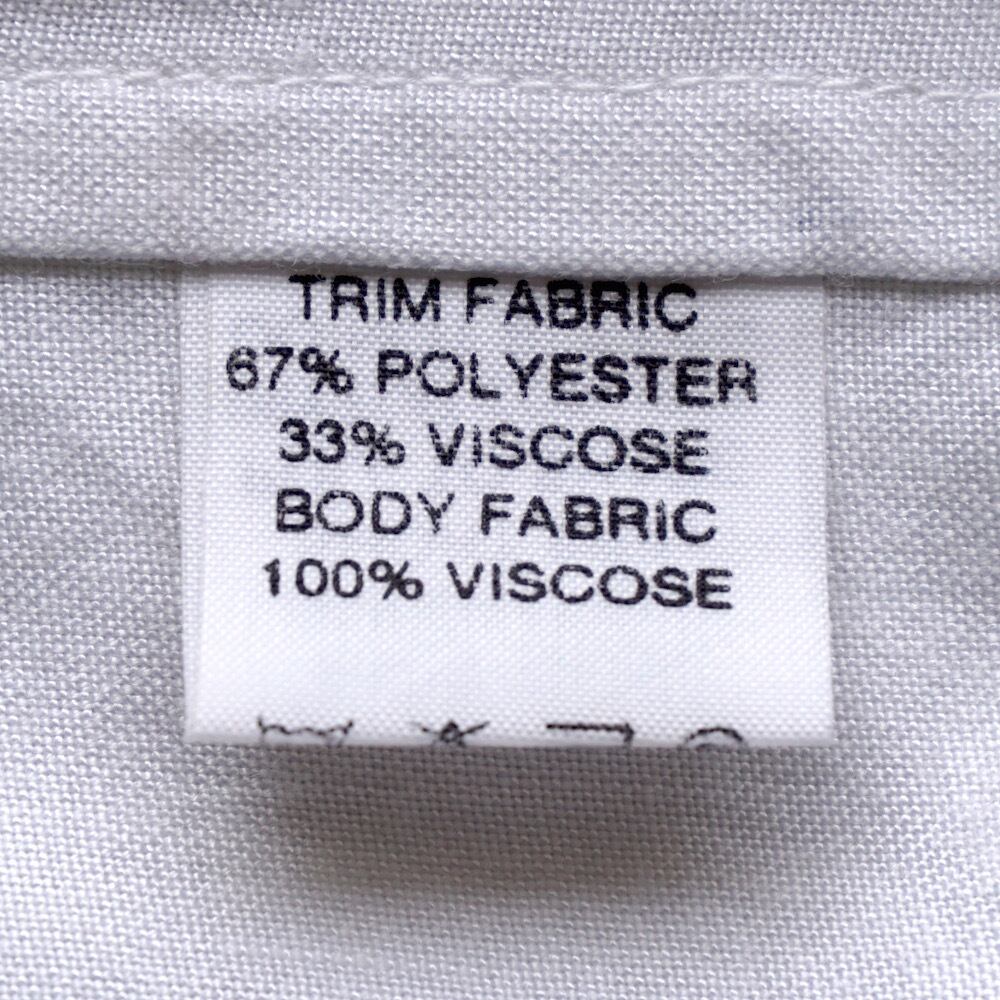 TRIM FABRIC
67% POLYESTER
33% VISCOSE
BODY FABRIC
100% VISCOSE